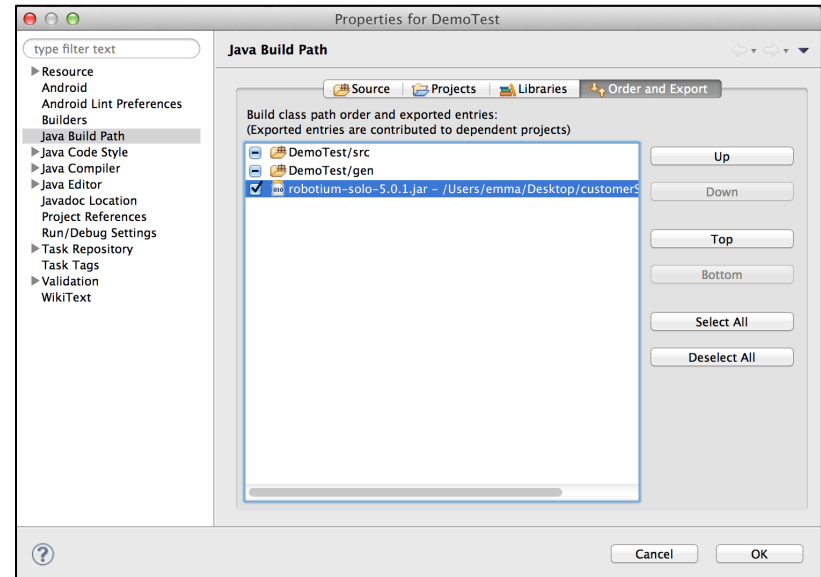 Properties for DemoTest
type filter text
Resource
Android
Android Lint Preferences
Builders
Java Build Path
Java Code Style
Java Compiler
Java Editor
Javadoc Location
Project References
Run/Debug Settings
Task Repository
Task Tags
Validation
WikiText
Java Build Path
Source
Projects
Libraries
Order and Export
Build class path order and exported entries:
(Exported entries are contributed to dependent projects)
DemoTest/src
DemoTest/gen
robotium-solo-5.0.1.jar – /Users/emma/Desktop/customerS
Up
Down
Top
Bottom
Select All
Deselect All
?
Cancel
OK